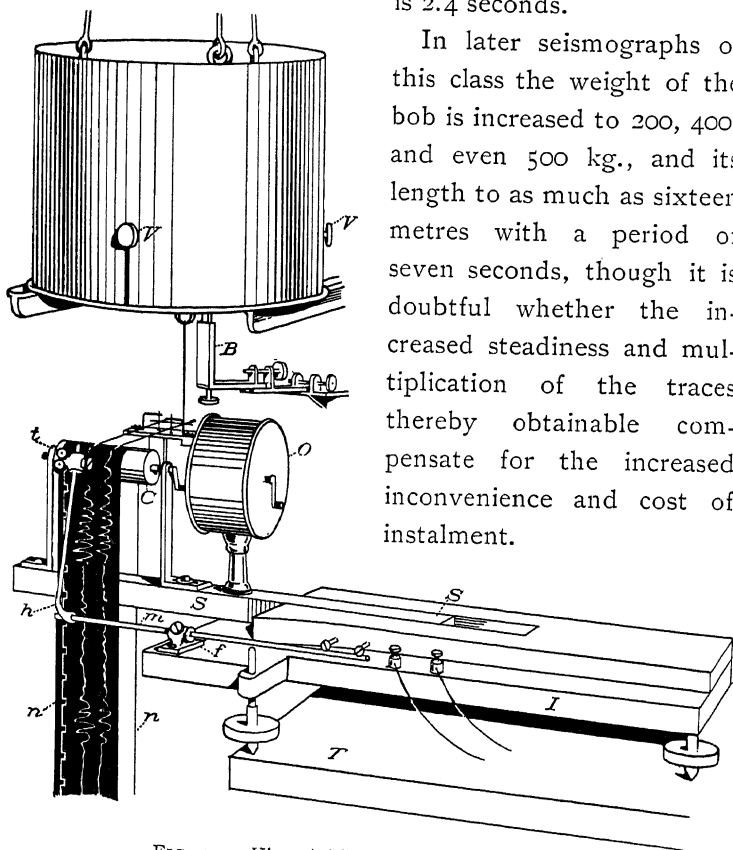 is 2.4 seconds.
In later seismographs o
this class the weight of the
bob is increased to 200, 400
and even 500 kg., and its
length to as much as sixteen
metres with a period of
seven seconds, though it is
doubtful whether the in-
creased steadiness and mul-
tiplication of the traces
thereby obtainable com-
pensate for the increased
inconvenience and cost of
instalment.
V
V
B
t
O
C
S
S
h
m
f
n
n
I
T